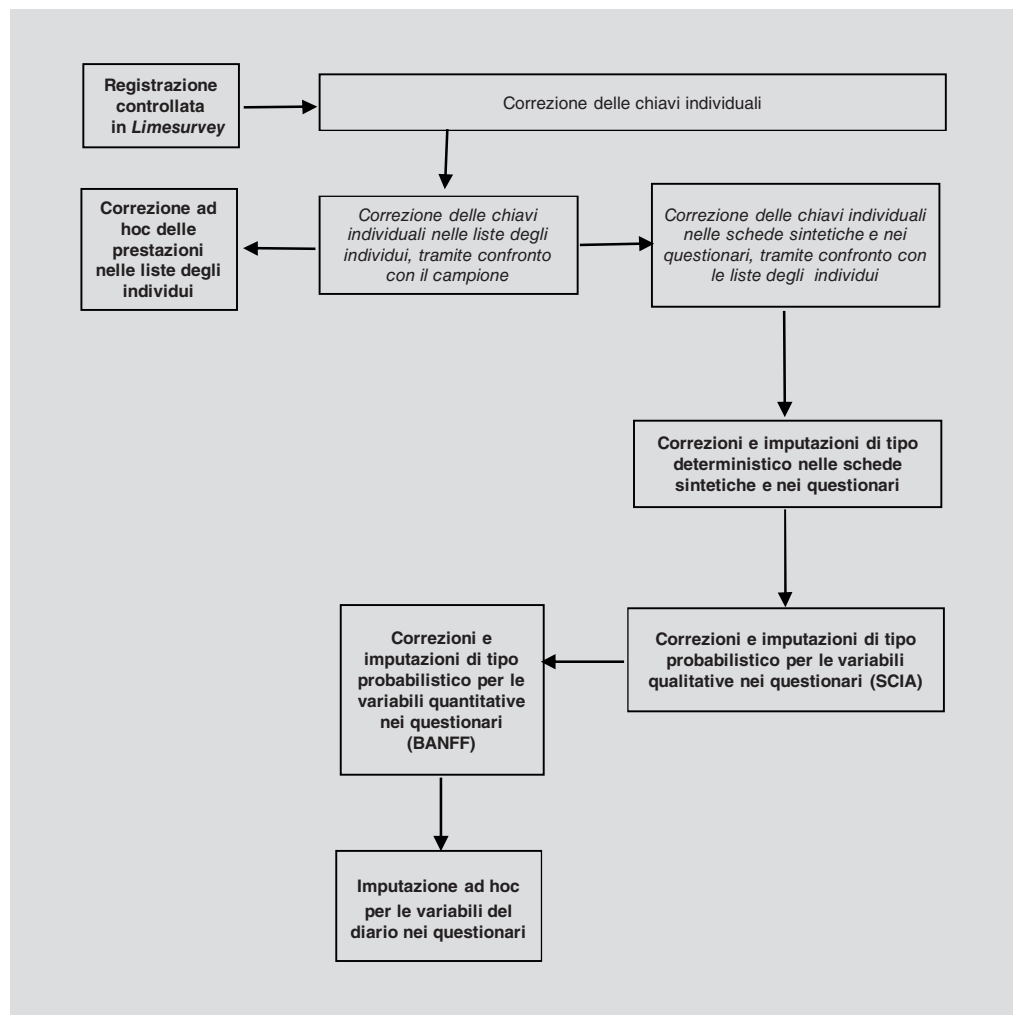 Registrazione
controllata
in Limesurvey
Correzione delle chiavi individuali
Correzione ad
hoc delle
prestazioni
nelle liste degli
individui
Correzione delle chiavi
individuali nelle liste degli
individui, tramite confronto
con il campione
Correzione delle chiavi individuali
nelle schede sintetiche e nei
questionari, tramite confronto con
le liste degli individui
Correzioni e imputazioni di tipo
deterministico nelle schede
sintetiche e nei questionari
Correzioni e imputazioni di tipo
probabilistico per le variabili
qualitative nei questionari (SCIA)
Correzioni e
imputazioni di tipo
probabilistico per le
variabili quantitative
nei questionari
(BANFF)
Imputazione ad hoc
per le variabili del
diario nei questionari